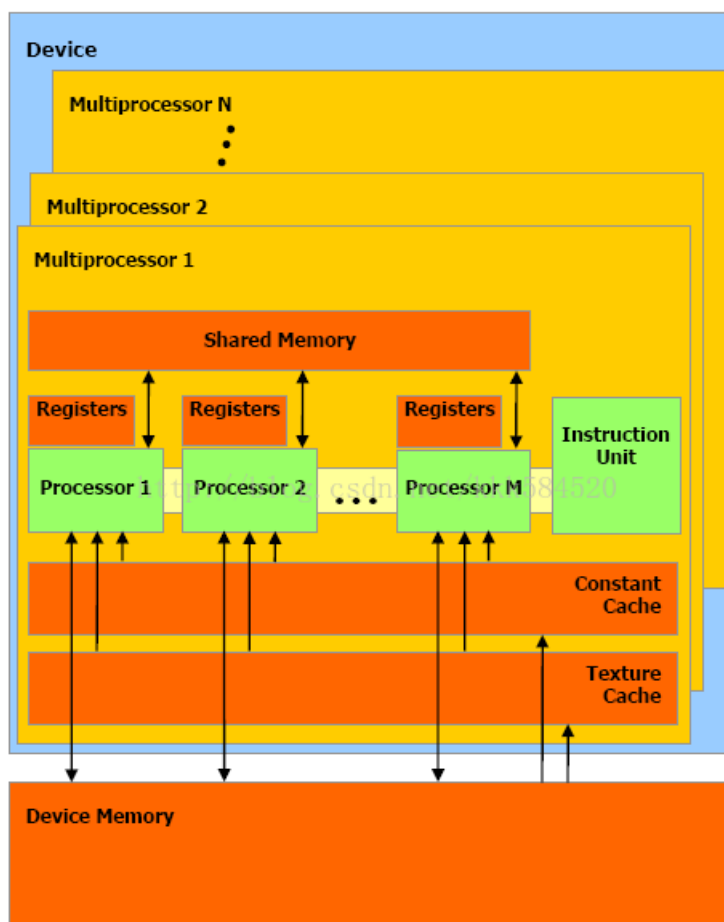 Device
Multiprocessor N
Multiprocessor 2
Multiprocessor 1
Shared Memory
Registers
Registers
Registers
Instruction
Unit
Processor 1
Processor 2
...
Processor M
Constant
Cache
Texture
Cache
Device Memory